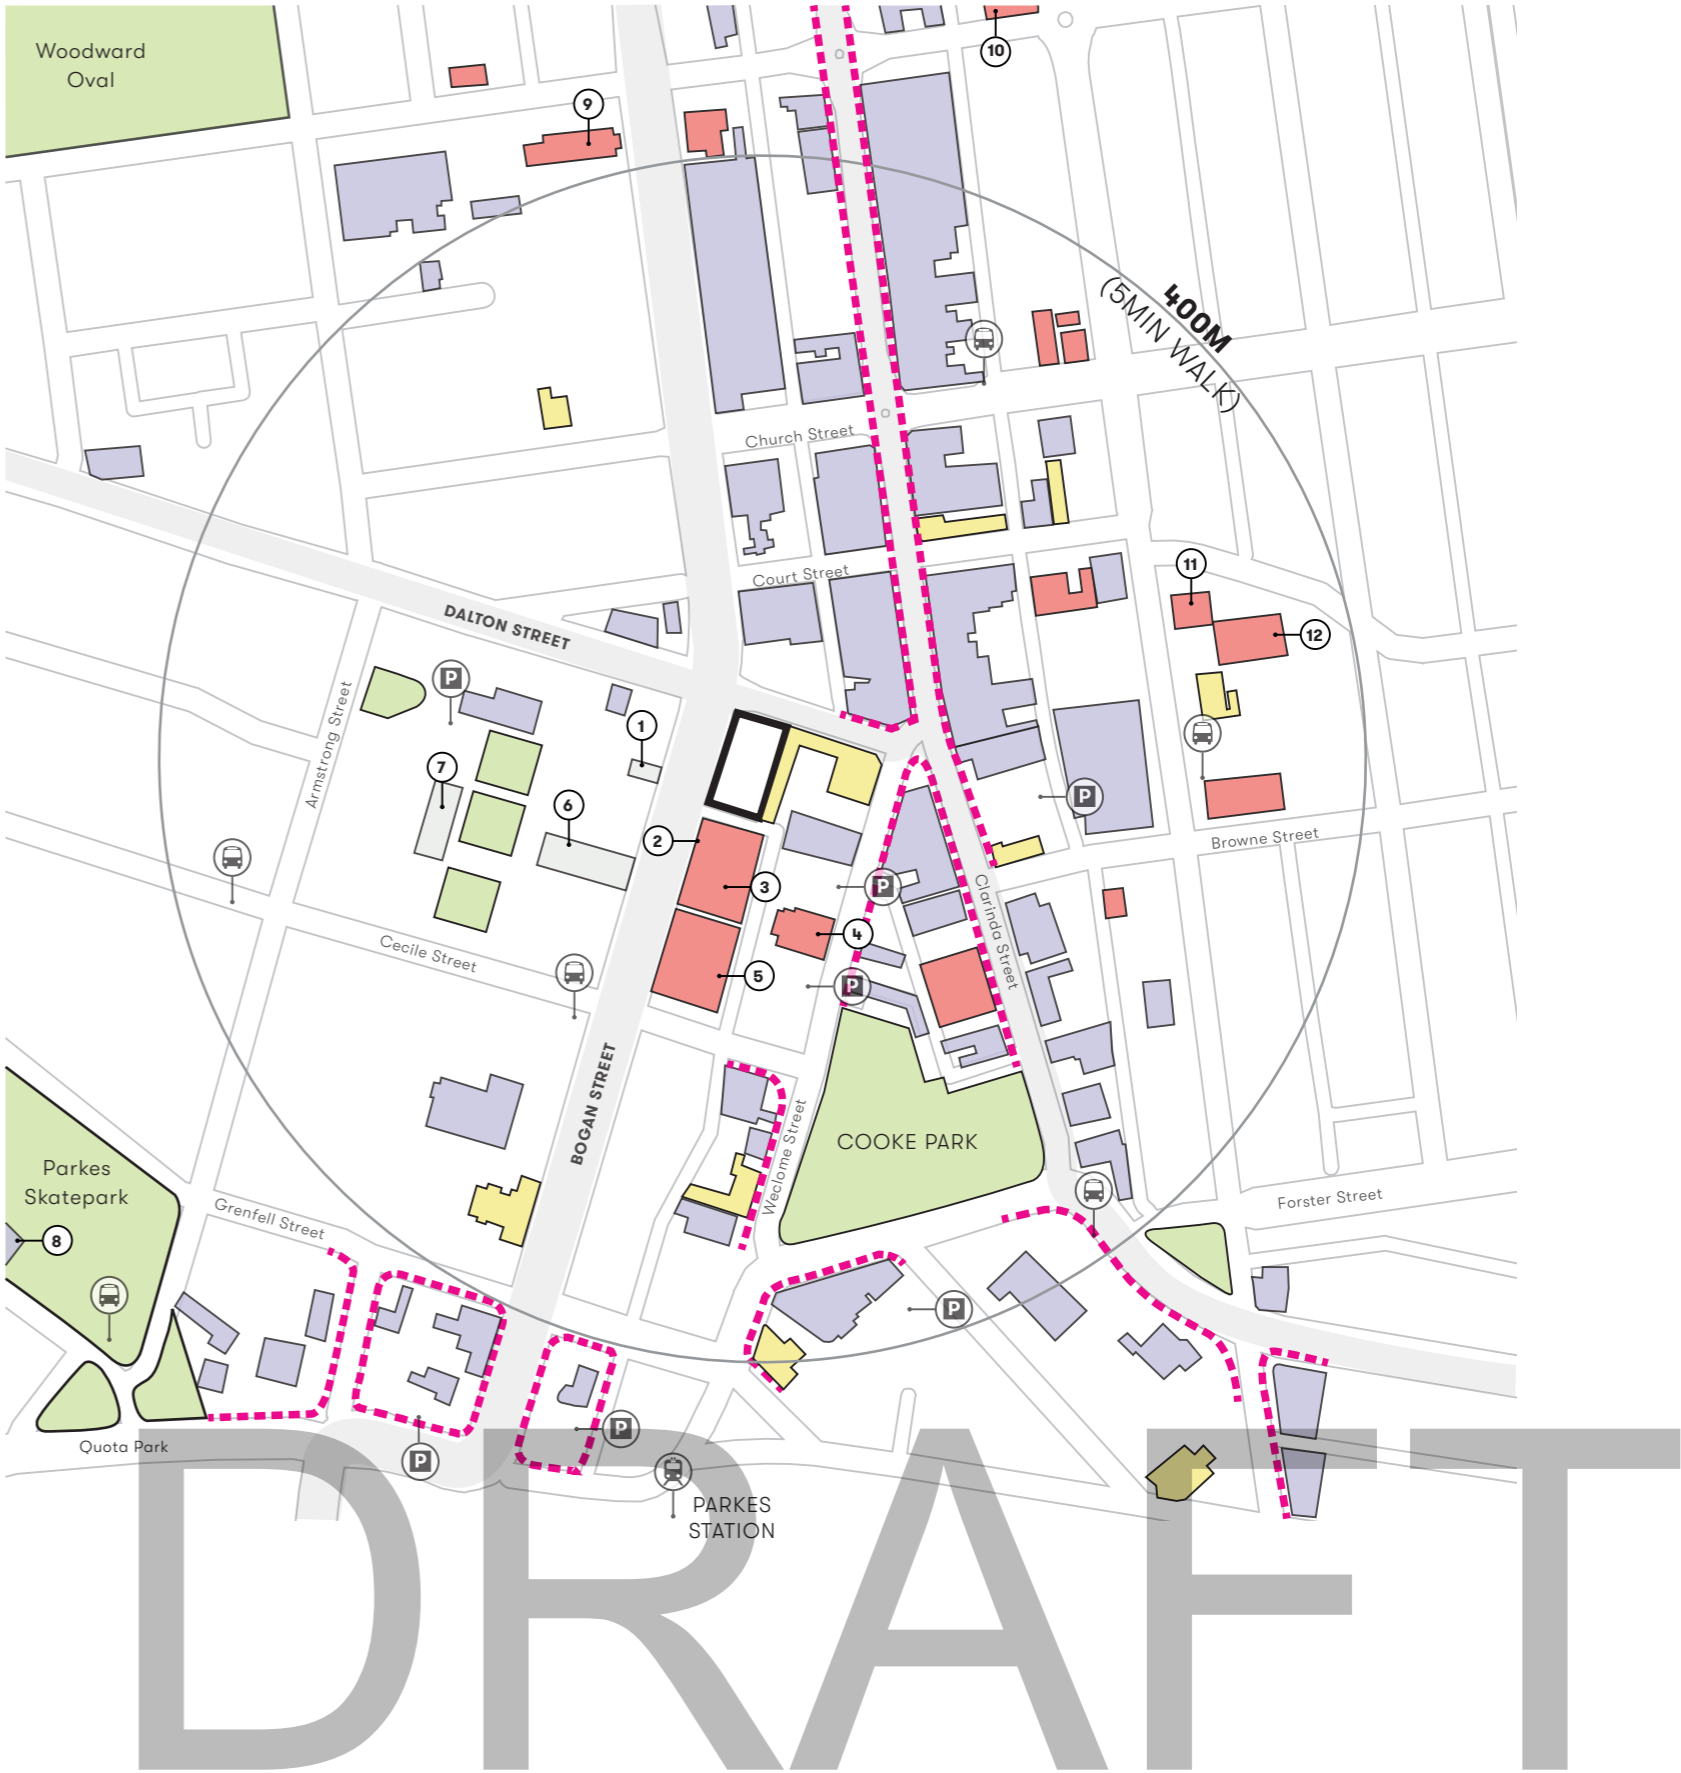 Woodward
Oval
10
9
400M
(5MIN WALK)
Church Street
Court Street
11
12
DALTON STREET
P
1
Armstrong Street
7
6
2
P
Browne Street
3
P
Clarinda Street
4
Cecile Street
5
P
BOGAN STREET
COOKE PARK
Weclome Street
Parkes
Skatepark
Grenfell Street
Forster Street
8
P
P
Quota Park
P
PARKES
STATION
DRAFT